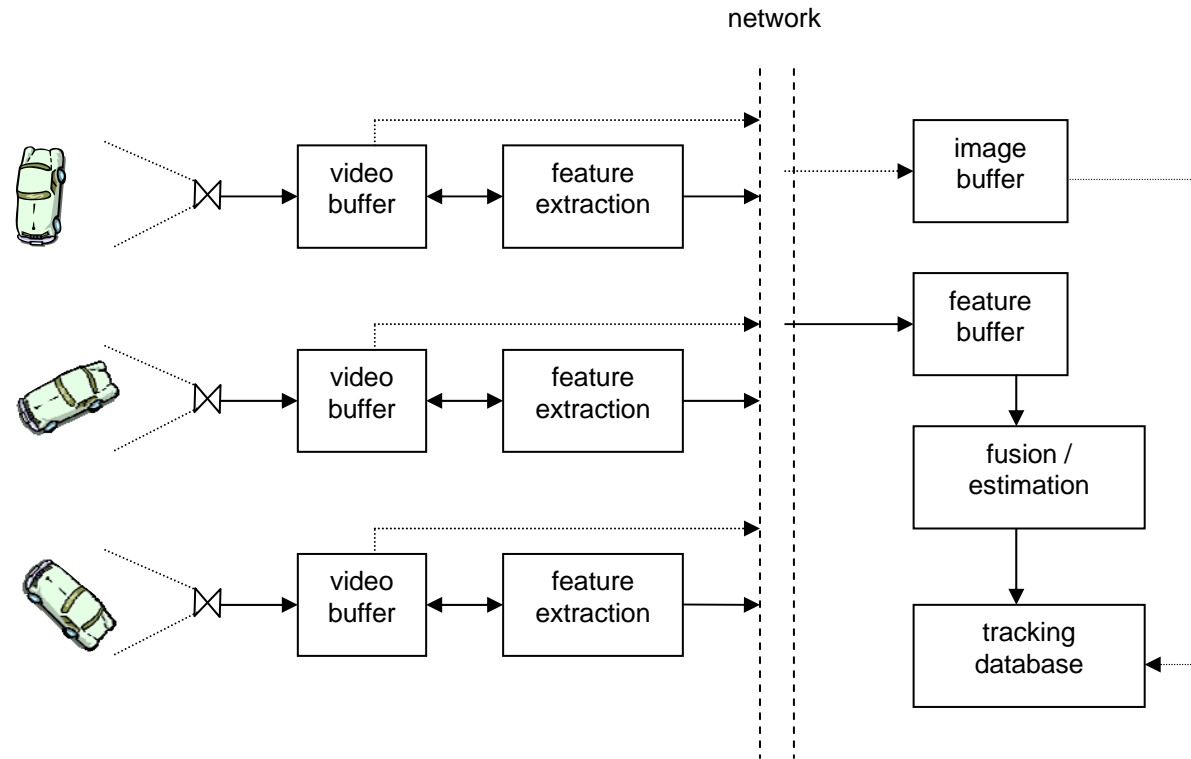 network
video
buffer
feature
extraction
image
buffer
video
buffer
feature
extraction
feature
buffer
fusion /
estimation
video
buffer
feature
extraction
tracking
database